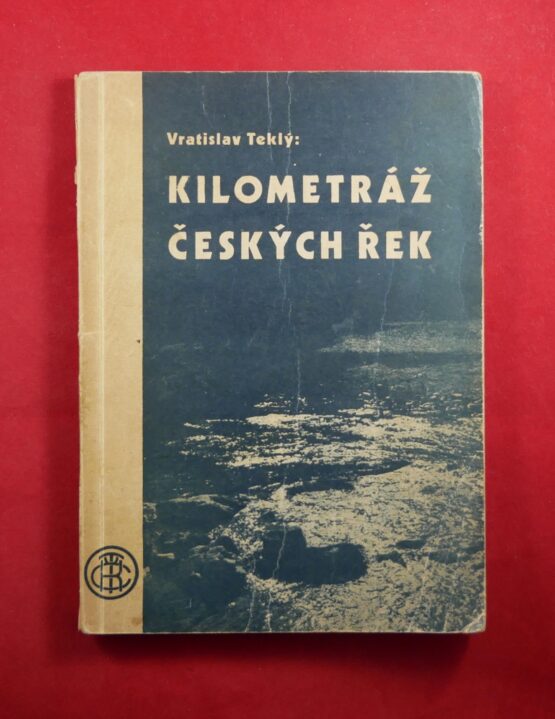 Vratislav Teklý:
KILOMETRÁŽ
ČESKÝCH ŘEK